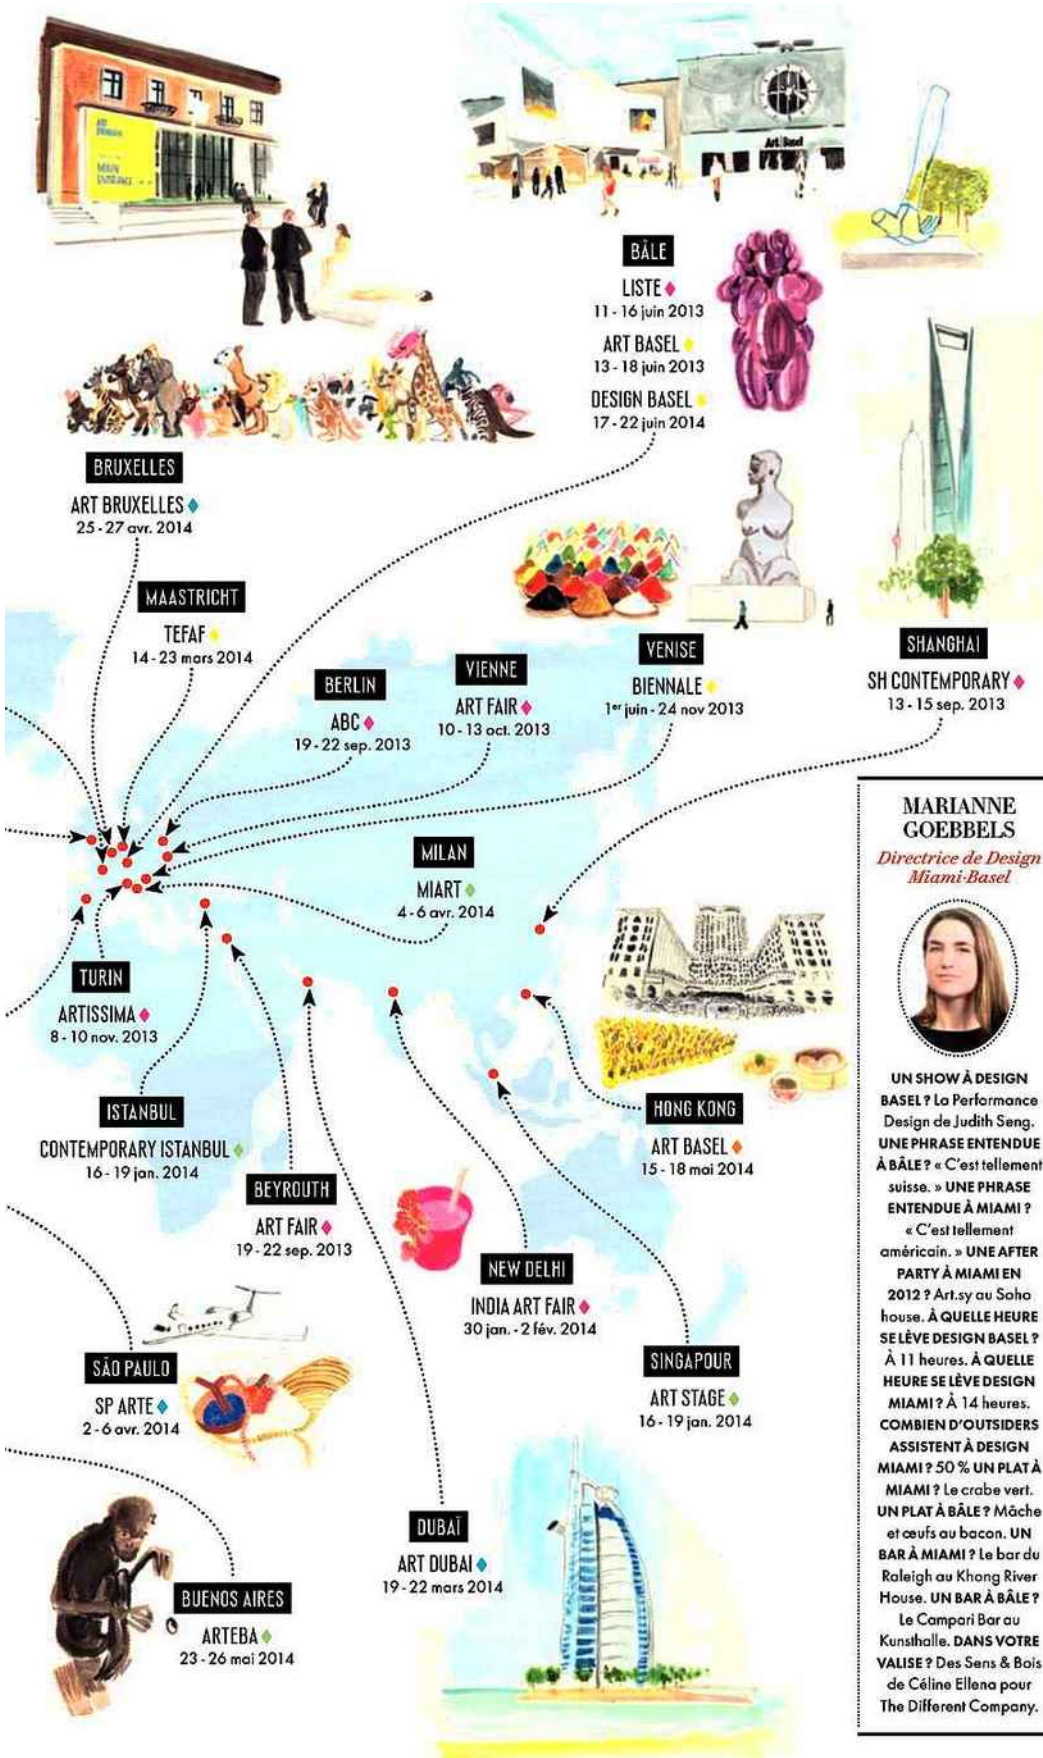 ART
BRUSSELS
MAIN
ENTRANCE
Art Basel
BÂLE
LISTE
11 - 16 juin 2013
ART BASEL
13 - 18 juin 2013
DESIGN BASEL
17 - 22 juin 2014
BRUXELLES
ART BRUXELLES
25 - 27 avr. 2014
MAASTRICHT
TEFAF
14 - 23 mars 2014
BERLIN
ABC
19 - 22 sep. 2013
VIENNE
ART FAIR
10 - 13 oct. 2013
VENISE
BIENNALE
1er juin - 24 nov 2013
SHANGHAI
SH CONTEMPORARY
13 - 15 sep. 2013
MILAN
MIART
4 - 6 avr. 2014
TURIN
ARTISSIMA
8 - 10 nov. 2013
ISTANBUL
CONTEMPORARY ISTANBUL
16 - 19 jan. 2014
BEYROUTH
ART FAIR
19 - 22 sep. 2013
HONG KONG
ART BASEL
15 - 18 mai 2014
NEW DELHI
INDIA ART FAIR
30 jan. - 2 fév. 2014
SINGAPOUR
ART STAGE
16 - 19 jan. 2014
SÃO PAULO
SP ARTE
2 - 6 avr. 2014
DUBAÏ
ART DUBAI
19 - 22 mars 2014
BUENOS AIRES
ARTEBA
23 - 26 mai 2014
MARIANNE
GOEBBELS
Directrice de Design
Miami-Basel
UN SHOW À DESIGN
BASEL ? La Performance
Design de Judith Seng.
UNE PHRASE ENTENDUE
À BÂLE ? « C'est tellement
suisse. » UNE PHRASE
ENTENDUE À MIAMI ?
« C'est tellement
américain. » UNE AFTER
PARTY À MIAMI EN
2012 ? Art.sy au Soho
house. À QUELLE HEURE
SE LÈVE DESIGN BASEL ?
À 11 heures. À QUELLE
HEURE SE LÈVE DESIGN
MIAMI ? À 14 heures.
COMBIEN D'OUTSIDERS
ASSISTENT À DESIGN
MIAMI ? 50 % UN PLAT À
MIAMI ? Le crabe vert.
UN PLAT À BÂLE ? Mâche
et œufs au bacon. UN
BAR À MIAMI ? Le bar du
Raleigh au Khong River
House. UN BAR À BÂLE ?
Le Campari Bar au
Kunsthalle. DANS VOTRE
VALISE ? Des Sens & Bois
de Céline Ellena pour
The Different Company.